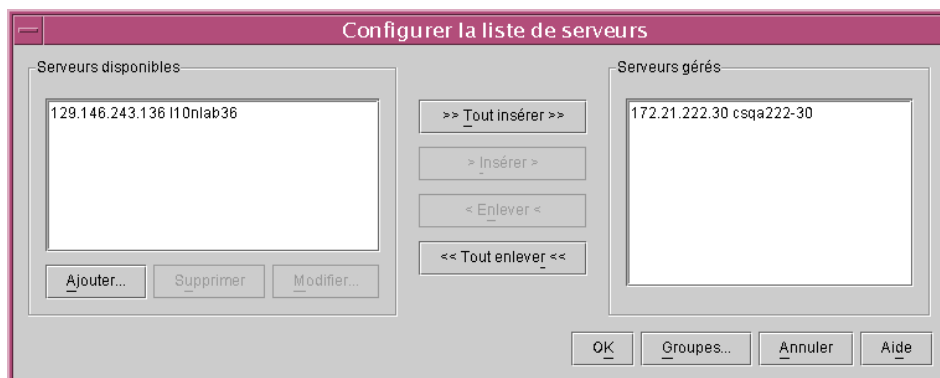 Configurer la liste de serveurs
Serveurs disponibles
129.146.243.136 l10nlab36
Ajouter...
Supprimer
Modifier...
>> Tout insérer >>
> Insérer >
< Enlever <
<< Tout enlever <<
Serveurs gérés
172.21.222.30 csqa222-30
OK
Groupes...
Annuler
Aide